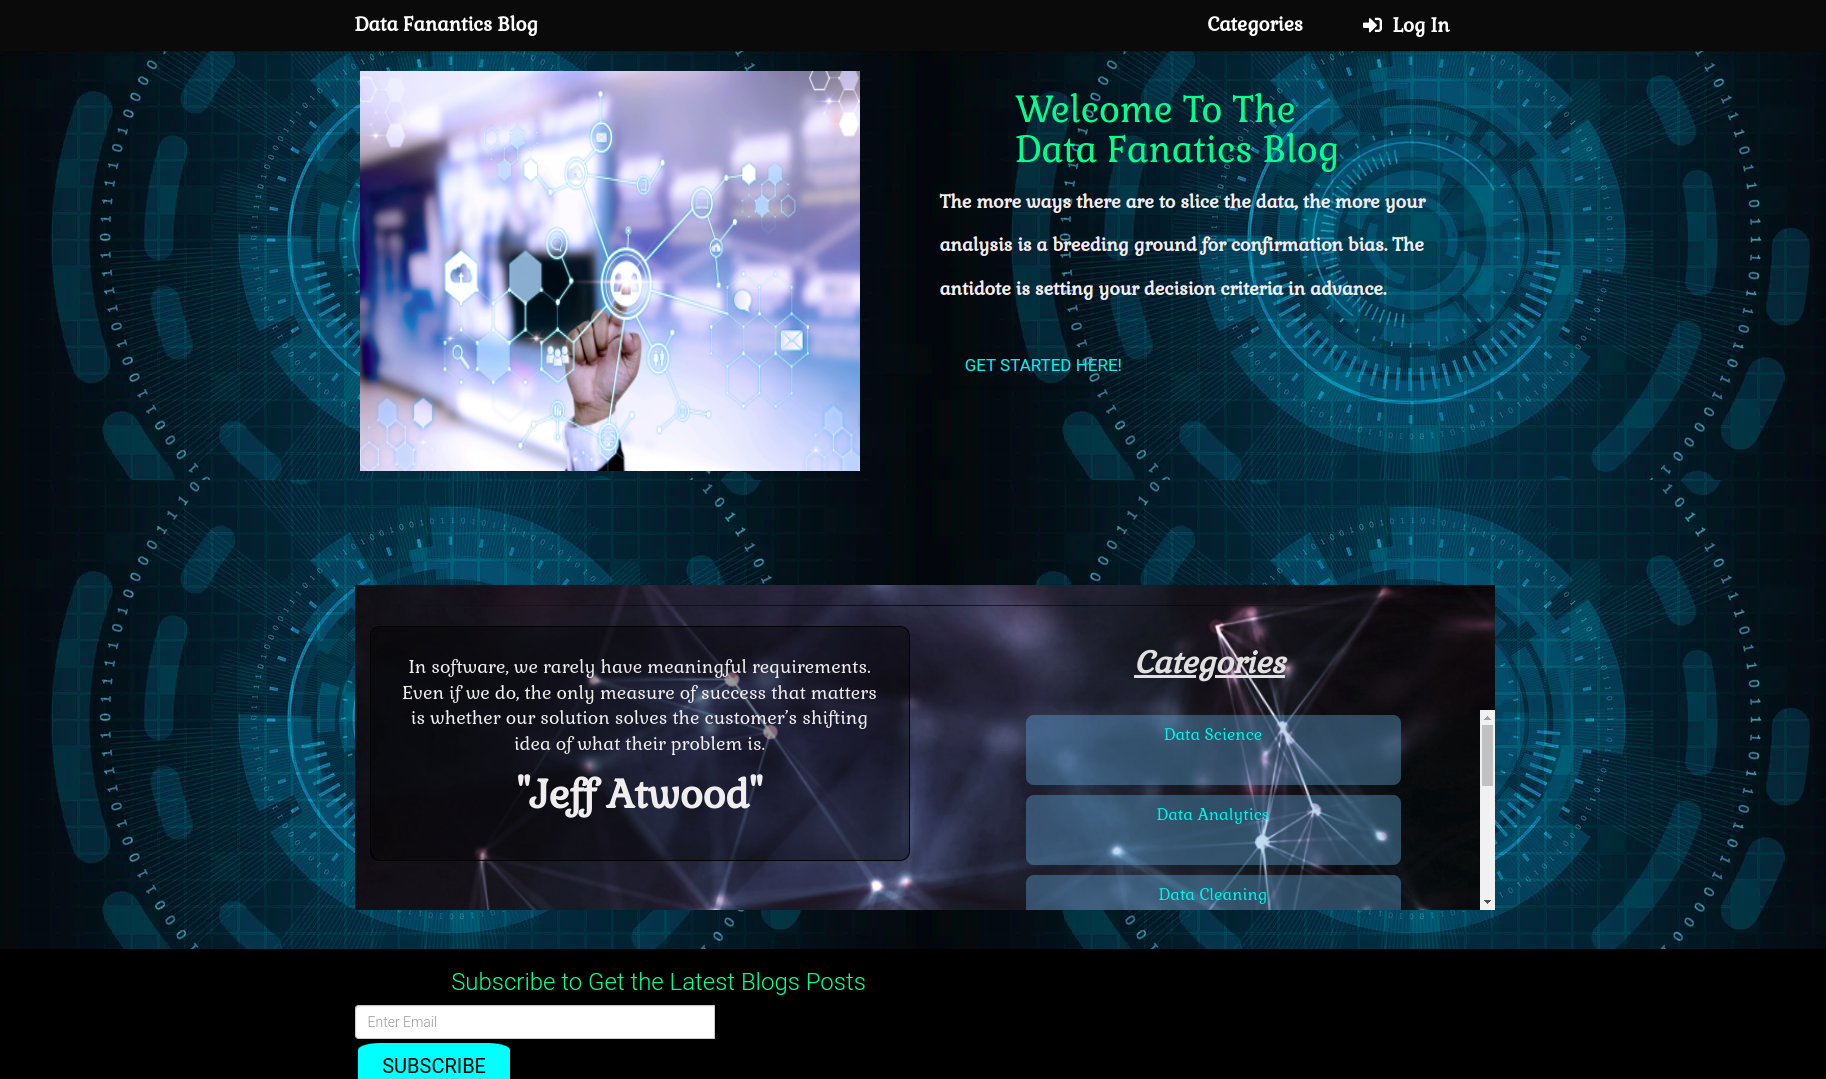 Data Fanantics Blog
Categories
Log In
Welcome To The
Data Fanatics Blog
The more ways there are to slice the data, the more your
analysis is a breeding ground for confirmation bias. The
antidote is setting your decision criteria in advance.
GET STARTED HERE!
In software, we rarely have meaningful requirements.
Even if we do, the only measure of success that matters
is whether our solution solves the customer’s shifting
idea of what their problem is.
"Jeff Atwood"
Categories
Data Science
Data Analytics
Data Cleaning
Subscribe to Get the Latest Blogs Posts
Enter Email
SUBSCRIBE